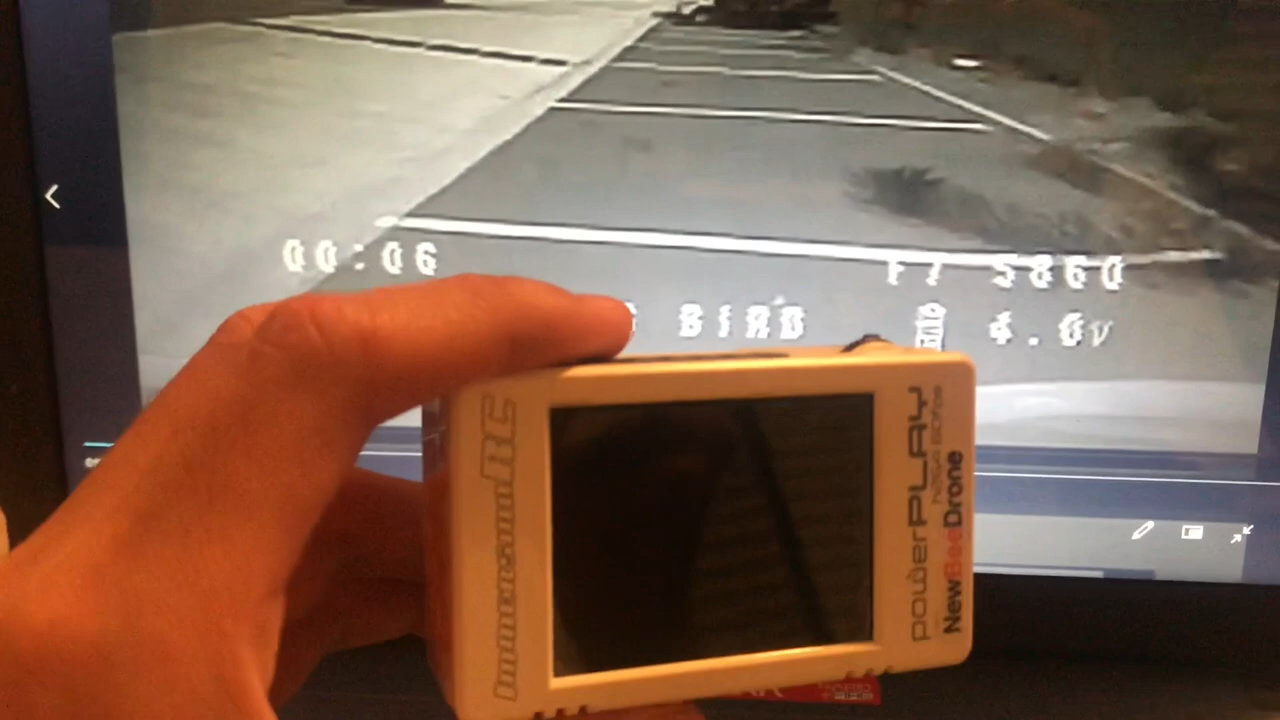 00:06
F7 5860
BIRD
4.0v
ImmersionRC
powerPLAY
NewBeeDrone